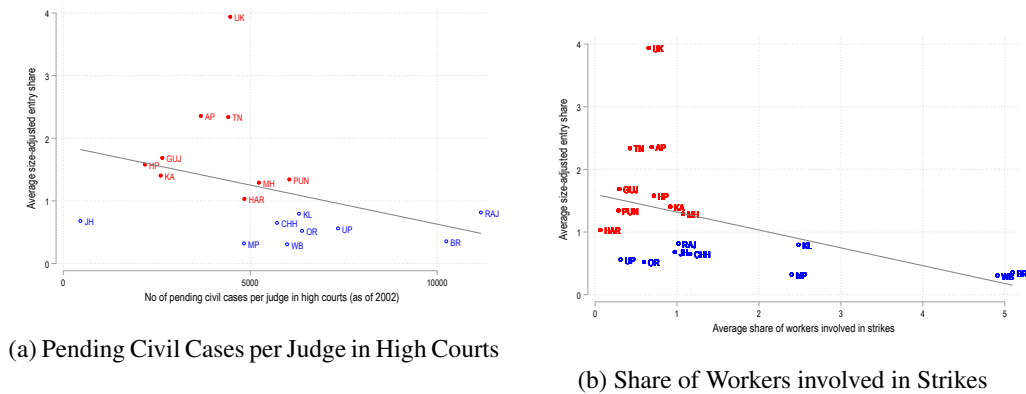 4
3
2
1
0
Average size-adjusted entry share
UK
AP
TN
GUJ
HP
KA
MH
PUN
HAR
JH
KL
CHH
OR
UP
MP
WB
RAJ
BR
0
5000
10000
No of pending civil cases per judge in high courts (as of 2002)
(a) Pending Civil Cases per Judge in High Courts
4
3
2
1
0
Average size-adjusted entry share
UK
TN
AP
GUJ
HP
PUN
KA
MH
HAR
RAJ
KL
JH
CHH
UP
OR
MP
WB
BR
0
1
2
3
4
5
Average share of workers involved in strikes
(b) Share of Workers involved in Strikes